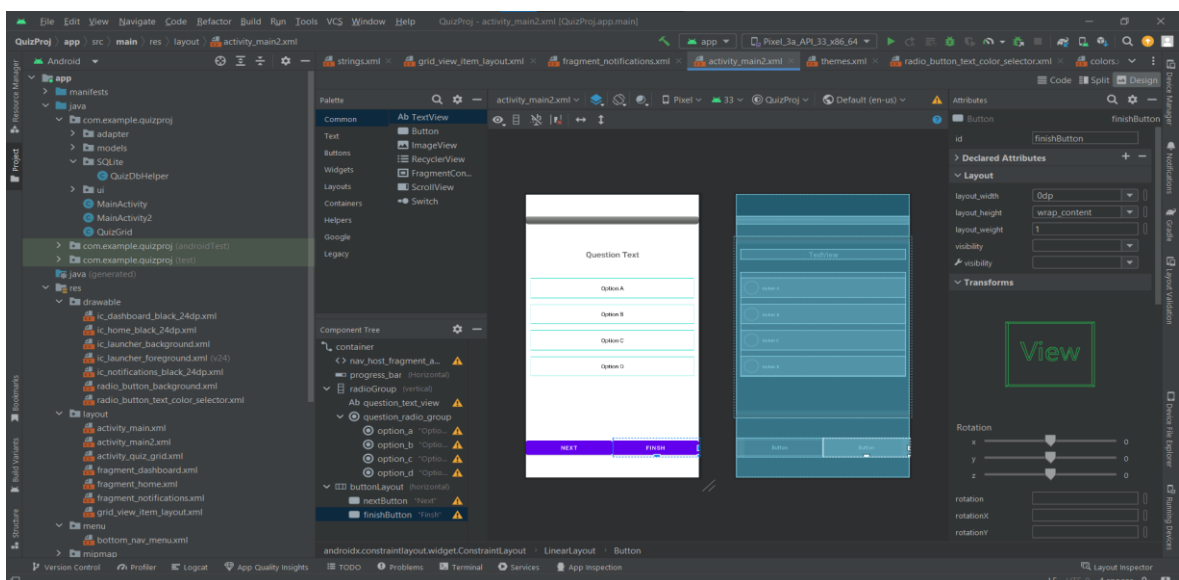 File Edit View Navigate Code Refactor Build Run Tools VCS Window Help QuizProj - activity_main2.xml [QuizProj.app.main]
QuizProj app src main res layout activity_main2.xml
app Pixel_3a_API_33_x86_64
Android
strings.xml grid_view_item_layout.xml fragment_notifications.xml activity_main2.xml themes.xml radio_button_text_color_selector.xml colors.
Code Split Design
Resource Manager
Project
Bookmarks
Build Variants
Structure
app
manifests
java
com.example.quizproj
adapter
models
SQLite
QuizDbHelper
ui
MainActivity
MainActivity2
QuizGrid
com.example.quizproj (androidTest)
com.example.quizproj (test)
java (generated)
res
drawable
ic_dashboard_black_24dp.xml
ic_home_black_24dp.xml
ic_launcher_background.xml
ic_launcher_foreground.xml (v24)
ic_notifications_black_24dp.xml
radio_button_background.xml
radio_button_text_color_selector.xml
layout
activity_main.xml
activity_main2.xml
activity_quiz_grid.xml
fragment_dashboard.xml
fragment_home.xml
fragment_notifications.xml
grid_view_item_layout.xml
menu
bottom_nav_menu.xml
mipmap
Palette
Common
Text
Buttons
Widgets
Layouts
Containers
Helpers
Google
Legacy
Ab TextView
Button
ImageView
RecyclerView
FragmentCon...
ScrollView
Switch
Component Tree
container
nav_host_fragment_a...
progress_bar (Horizontal)
radioGroup (vertical)
Ab question_text_view
question_radio_group
option_a "Optio...
option_b "Optio...
option_c "Optio...
option_d "Optio...
buttonLayout (horizontal)
nextButton "Next"
finishButton "Finsh"
activity_main2.xml Pixel 33 QuizProj Default (en-us)
Question Text
Option A
Option B
Option C
Option D
NEXT FINSH
TextView
Button Button
androidx.constraintlayout.widget.ConstraintLayout LinearLayout Button
Attributes
Button finishButton
id finishButton
Declared Attributes
Layout
layout_width 0dp
layout_height wrap_content
layout_weight 1
visibility
visibility
Transforms
View
Rotation
x 0
y 0
z 0
rotation
rotationX
rotationY
Device Manager
Notifications
Gradle
Layout Validation
Device File Explorer
Running Devices
Version Control Profiler Logcat App Quality Insights TODO Problems Terminal Services App Inspection Layout Inspector